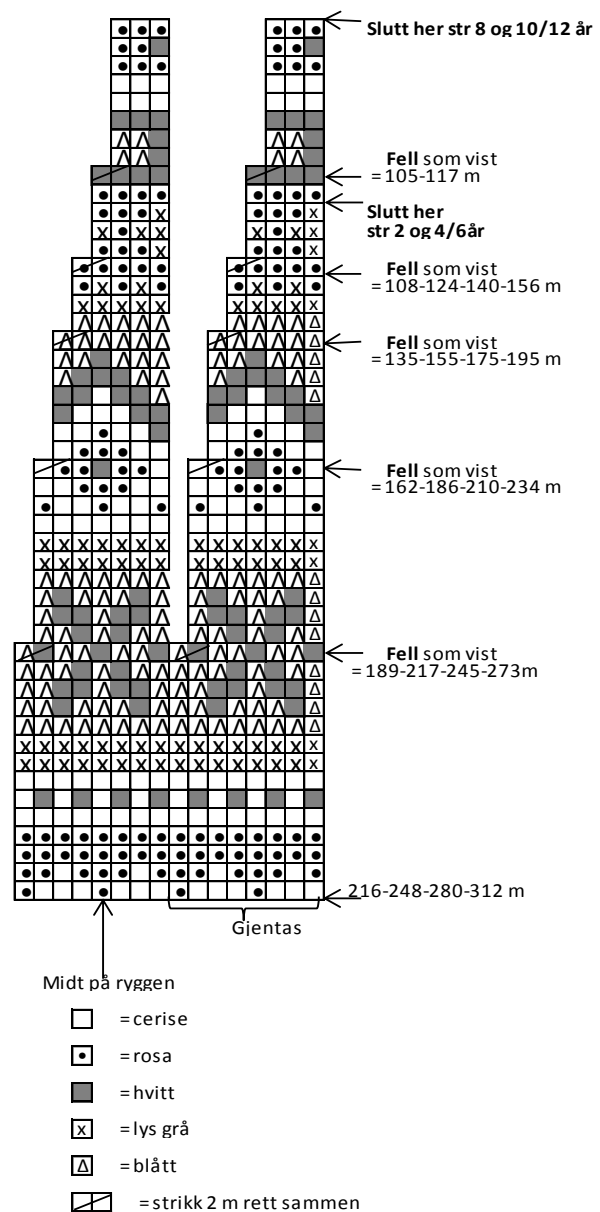 Slutt her str 8 og 10/12 år
Fell som vist
= 105-117 m
Slutt her
str 2 og 4/6år
Fell som vist
= 108-124-140-156 m
Fell som vist
= 135-155-175-195 m
Fell som vist
= 162-186-210-234 m
Fell som vist
= 189-217-245-273m
216-248-280-312 m
Gjentas
Midt på ryggen
= cerise
= rosa
= hvitt
x = lys grå
Δ = blått
= strikk 2 m rett sammen